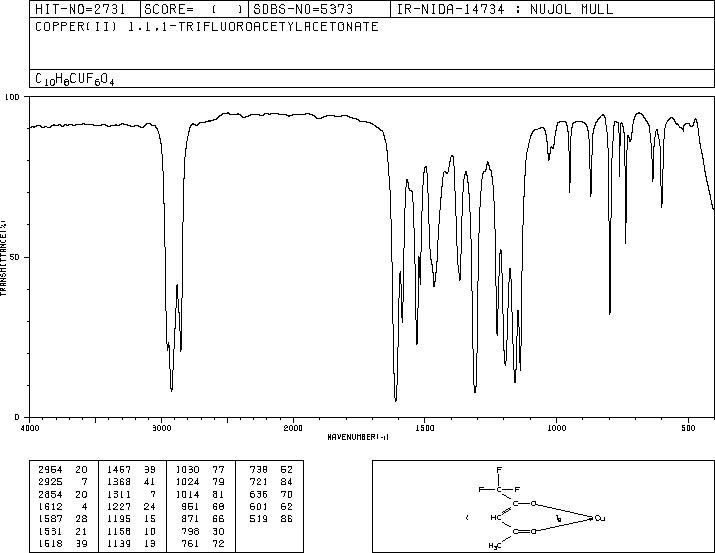 HIT-NO=2731 SCORE= ( ) SDBS-NO=5373 IR-NIDA-14734 : NUJOL MULL
COPPER(II) 1,1,1-TRIFLUOROACETYLACETONATE
C10H8CUF6O4
100
50
0
TRANSMITTANCE(%)
4000 3000 2000 1500 1000 500
WAVENUMBER(-1)
2954 20 1467 39 1030 77 738 52
2925 7 1368 41 1024 79 721 84
2854 20 1311 7 1014 81 636 70
1612 4 1227 24 951 68 601 62
1587 28 1195 15 871 66 519 86
1531 21 1158 10 798 30
1518 39 1139 13 761 72
F
F C F
C O
( HC Cu
C O
H3C